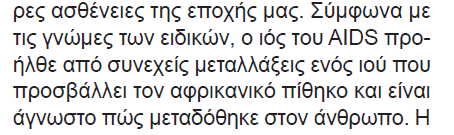 ρες ασθένειες της εποχής μας. Σύμφωνα με
τις γνώμες των ειδικών, ο ιός του AIDS προ-
ήλθε από συνεχείς μεταλλάξεις ενός ιού που
προσβάλλει τον αφρικανικό πίθηκο και είναι
άγνωστο πώς μεταδόθηκε στον άνθρωπο. Η